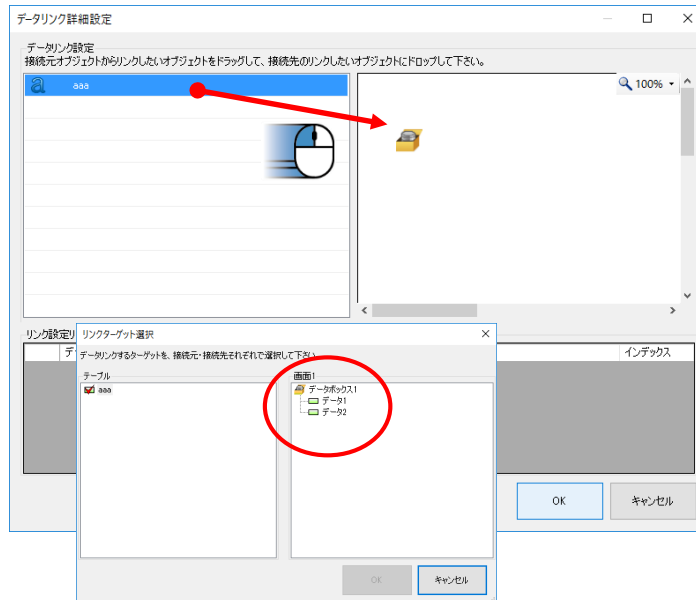 データリンク詳細設定
データリンク設定
接続元オブジェクトからリンクしたいオブジェクトをドラッグして、接続先のリンクしたいオブジェクトにドロップして下さい。
a aaa
100%
リンク設定リ
デ
インデックス
リンクターゲット選択
データリンクするターゲットを、接続元・接続先それぞれで選択して下さい
テーブル
aaa
画面1
データボックス1
データ1
データ2
OK キャンセル
OK キャンセル